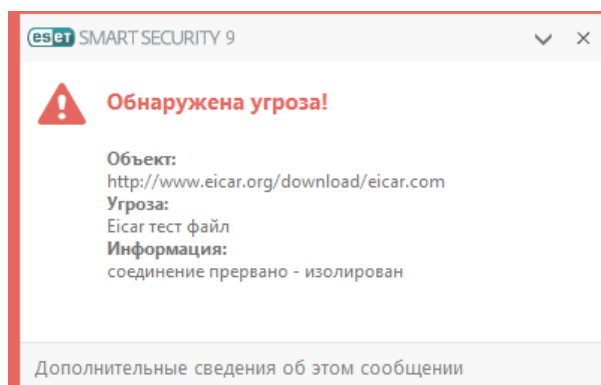 eset SMART SECURITY 9
Обнаружена угроза!
Объект:
http://www.eicar.org/download/eicar.com
Угроза:
Eicar тест файл
Информация:
соединение прервано - изолирован
Дополнительные сведения об этом сообщении